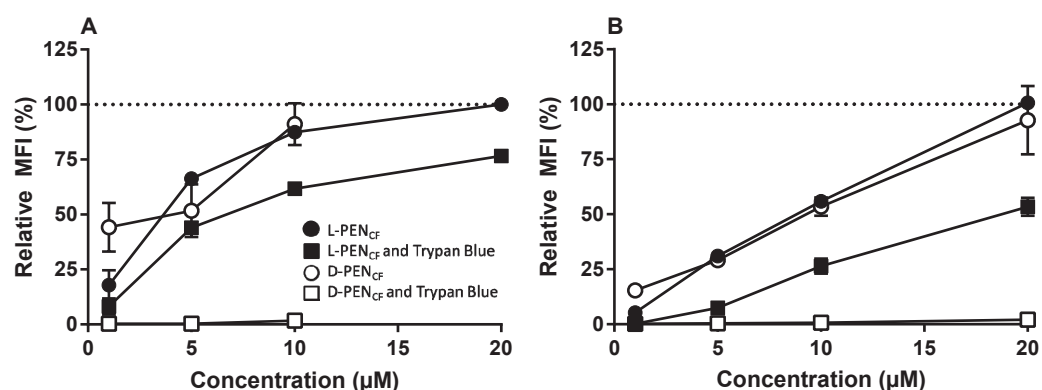 A
125
100
75
50
25
0
Relative MFI (%)
0
5
10
15
20
Concentration (µM)
L-PENCF
L-PENCF and Trypan Blue
D-PENCF
D-PENCF and Trypan Blue
B
125
100
75
50
25
0
Relative MFI (%)
0
5
10
15
20
Concentration (µM)